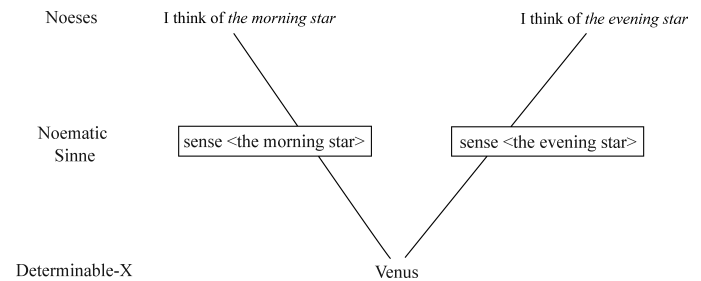 Noeses
I think of the morning star
I think of the evening star
Noematic
Sinne
sense <the morning star>
sense <the evening star>
Determinable-X
Venus